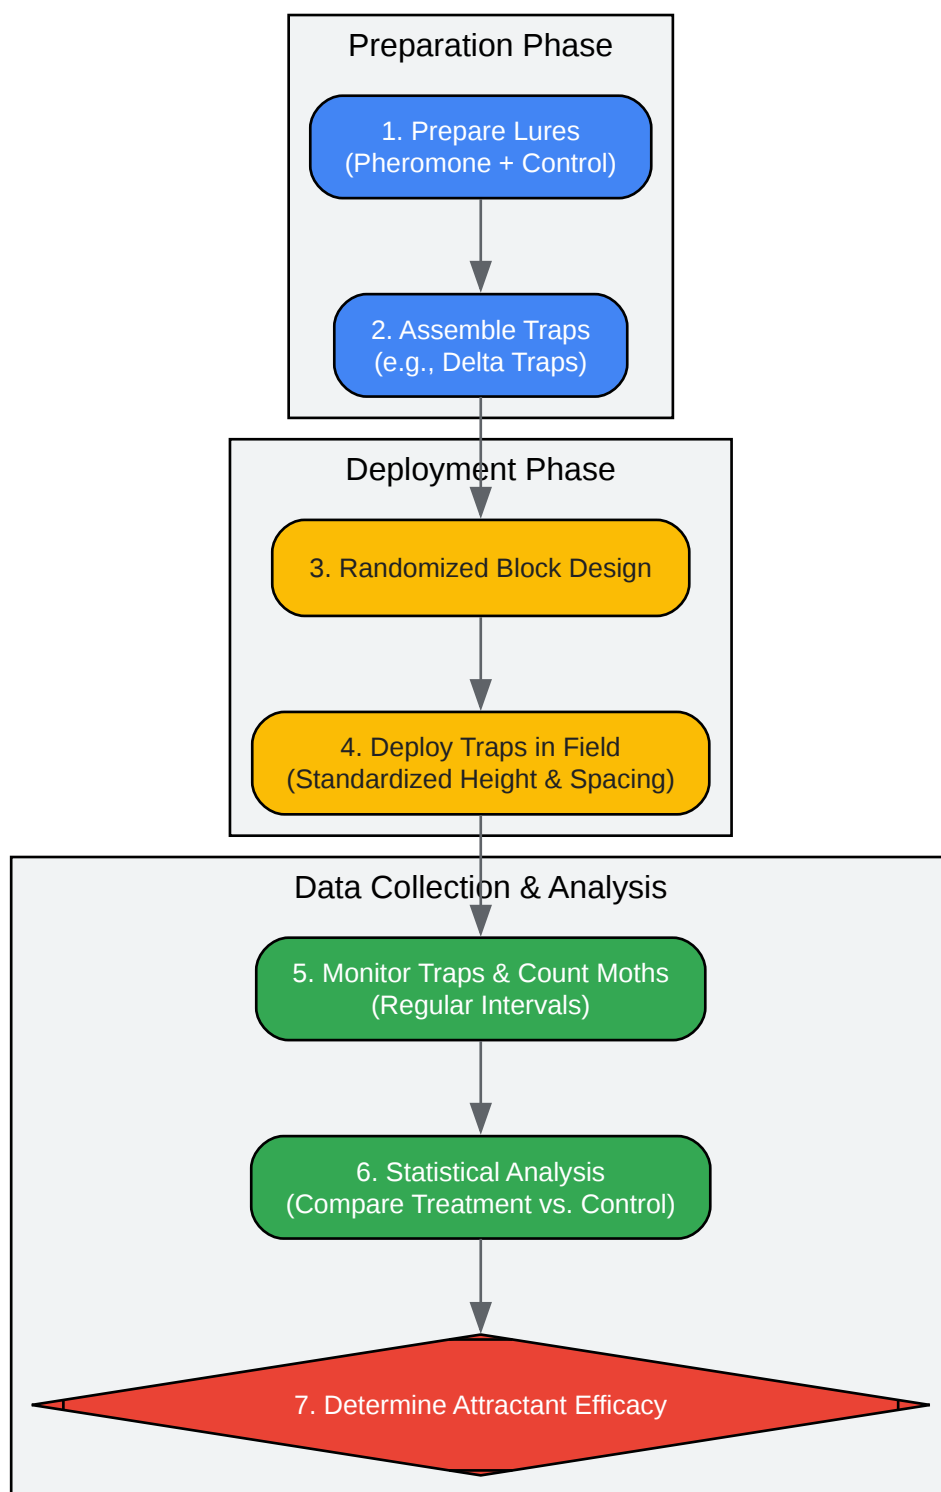 Preparation Phase
1. Prepare Lures
(Pheromone + Control)
2. Assemble Traps
(e.g., Delta Traps)
Deployment Phase
3. Randomized Block Design
4. Deploy Traps in Field
(Standardized Height & Spacing)
Data Collection & Analysis
5. Monitor Traps & Count Moths
(Regular Intervals)
6. Statistical Analysis
(Compare Treatment vs. Control)
7. Determine Attractant Efficacy